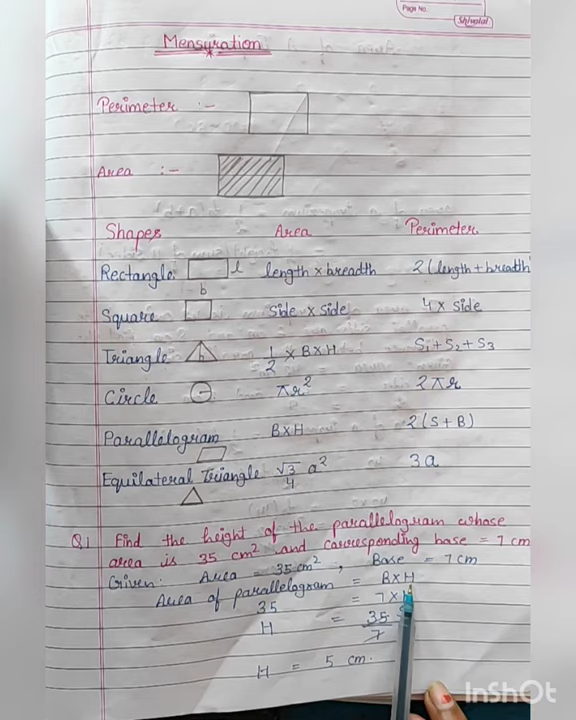 Page No.
Shivalal
Mensuration
Perimeter :-
Area :-
Shapes Area Perimeter
Rectangle l length x breadth 2(length + breadth
b
Square side x side 4 x side
Triangle h 1/2 x B x H S1 + S2 + S3
Circle πr² 2πr
Parallelogram B x H 2(S + B)
Equilateral Triangle √3/4 a² 3a
Q1 Find the height of the parallelogram whose
area is 35 cm² and corresponding base = 7 cm
Given: Area = 35 cm², Base = 7 cm
Area of parallelogram = B x H
35 = 7 x H
H = 35/7
H = 5 cm.
InShOt